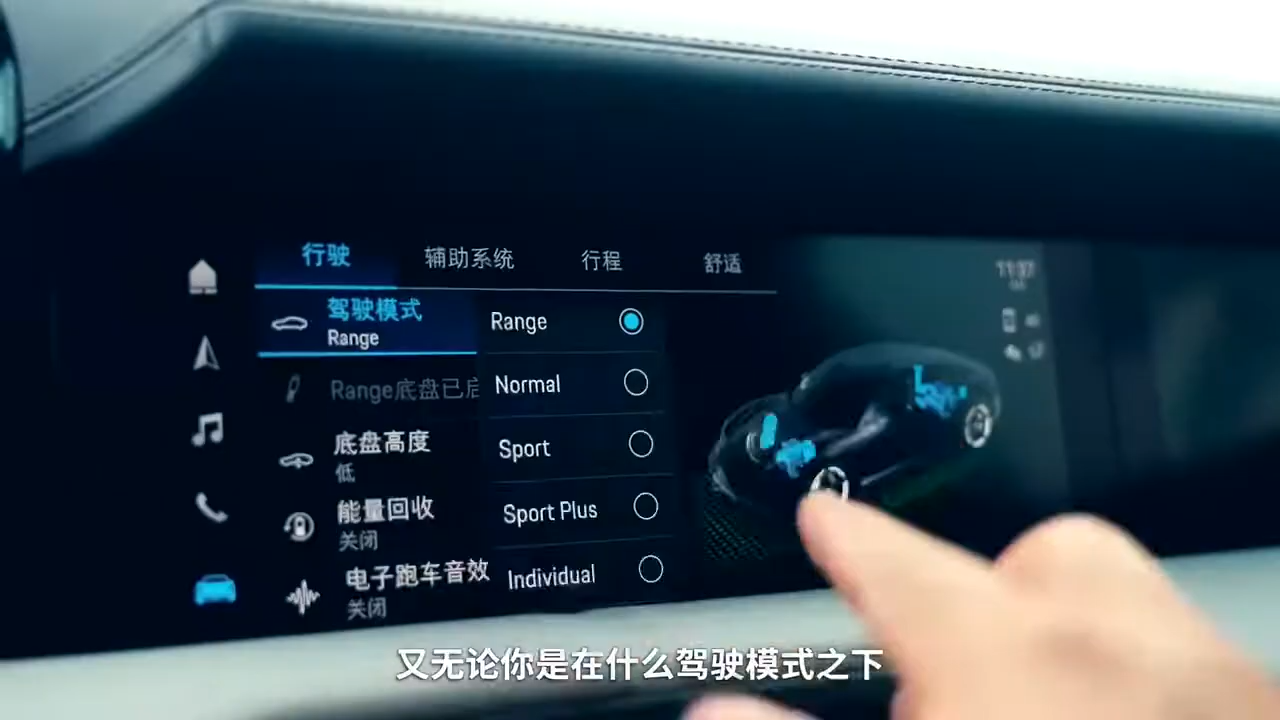 行驶
辅助系统
行程
舒适
驾驶模式
Range
Range底盘已启
底盘高度
低
能量回收
关闭
电子跑车音效
关闭
Range
Normal
Sport
Sport Plus
Individual
11:37
又无论你是在什么驾驶模式之下